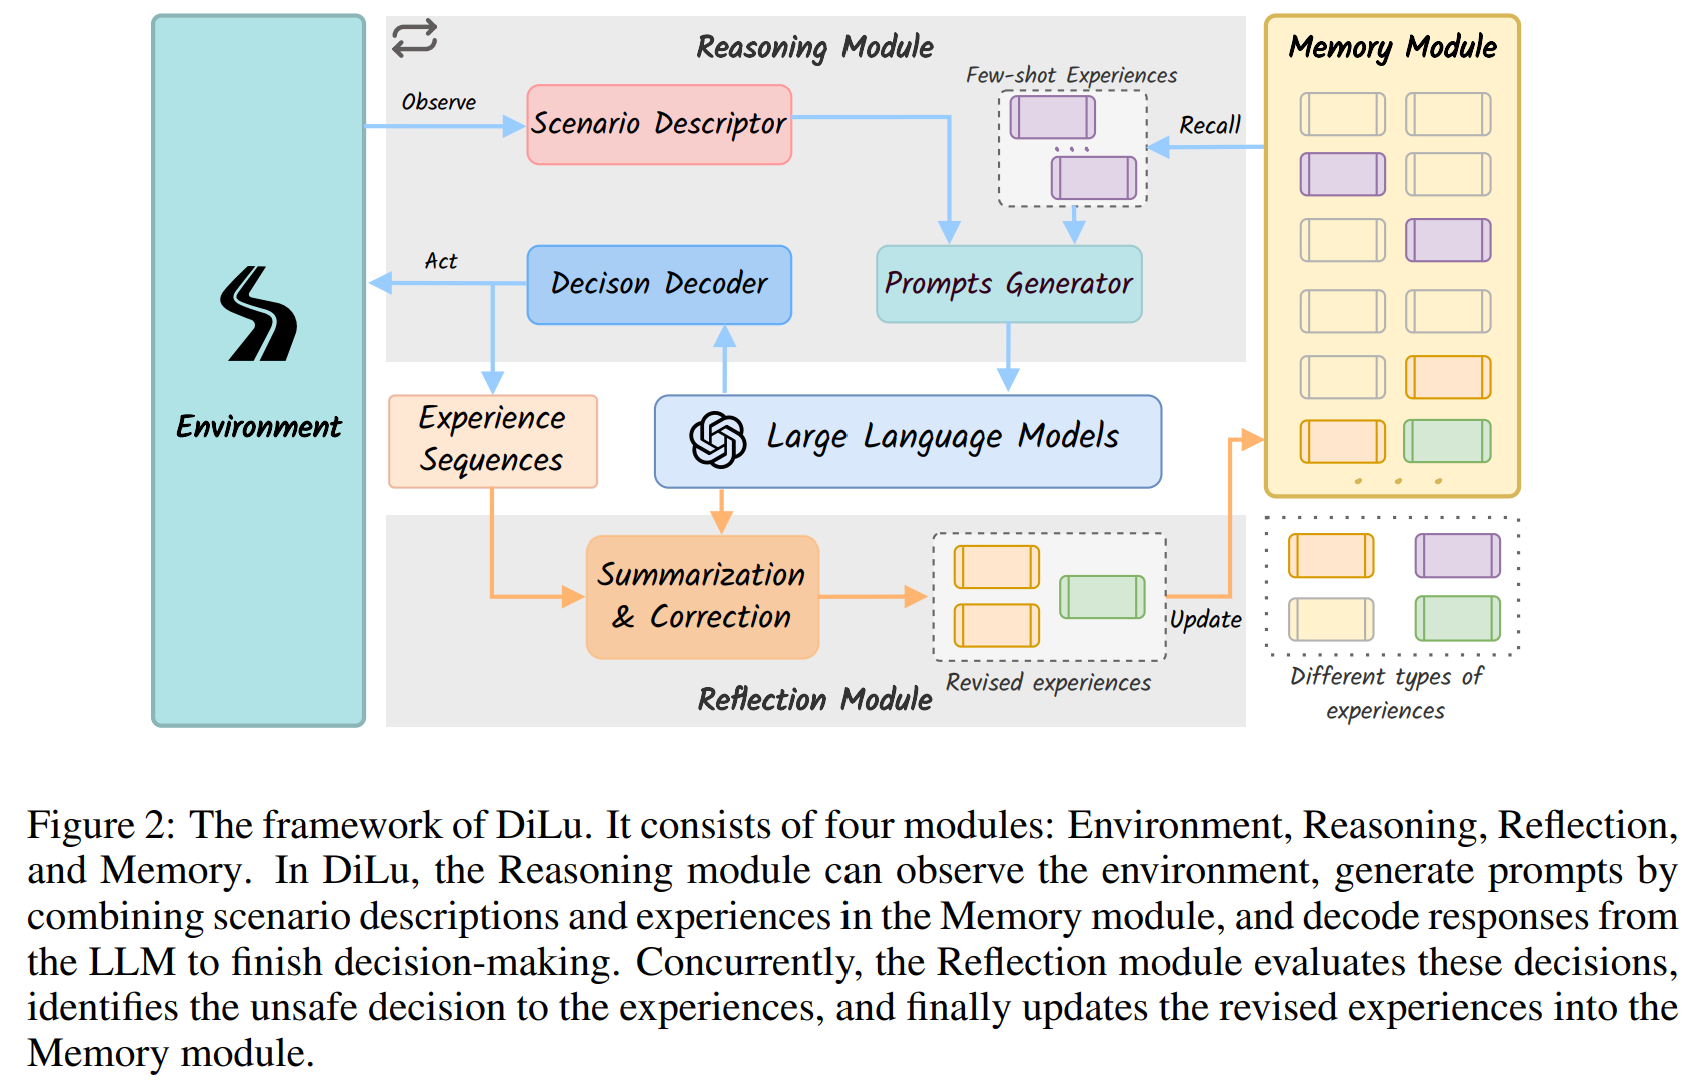 Reasoning Module
Memory Module
Few-shot Experiences
Observe
Scenario Descriptor
Recall
Act
Decison Decoder
Prompts Generator
Environment
Experience
Sequences
Large Language Models
Summarization
& Correction
Update
Revised experiences
Reflection Module
Different types of
experiences
Figure 2: The framework of DiLu. It consists of four modules: Environment, Reasoning, Reflection,
and Memory. In DiLu, the Reasoning module can observe the environment, generate prompts by
combining scenario descriptions and experiences in the Memory module, and decode responses from
the LLM to finish decision-making. Concurrently, the Reflection module evaluates these decisions,
identifies the unsafe decision to the experiences, and finally updates the revised experiences into the
Memory module.